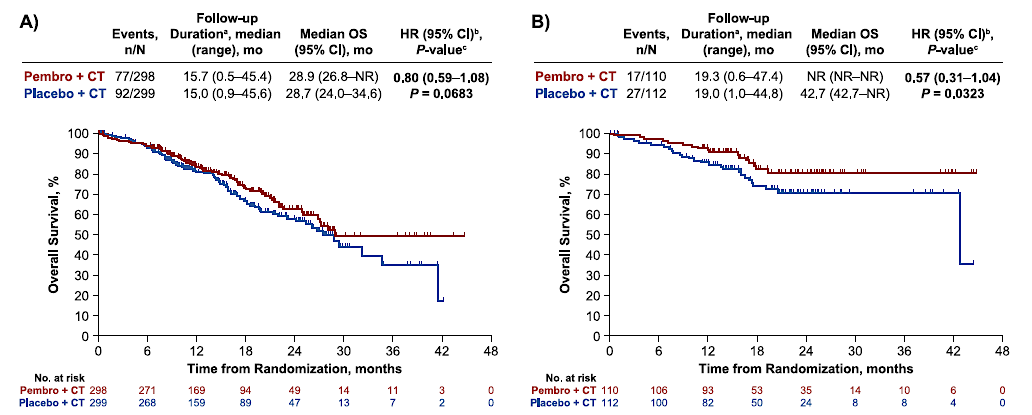 A)
Events, n/N Follow-up Durationᵃ, median (range), mo Median OS (95% CI), mo HR (95% CI)ᵇ, P-valueᶜ
Pembro + CT 77/298 15.7 (0.5–45.4) 28.9 (26.8–NR) 0.80 (0.59–1.08)
Placebo + CT 92/299 15,0 (0,9–45,6) 28,7 (24,0–34,6) P = 0,0683
Overall Survival, %
100
90
80
70
60
50
40
30
20
10
0
0 6 12 18 24 30 36 42 48
Time from Randomization, months
No. at risk
Pembro + CT 298 271 169 94 49 14 11 3 0
Placebo + CT 299 268 159 89 47 13 7 2 0
B)
Events, n/N Follow-up Durationᵃ, median (range), mo Median OS (95% CI), mo HR (95% CI)ᵇ, P-valueᶜ
Pembro + CT 17/110 19.3 (0.6–47.4) NR (NR–NR) 0.57 (0.31–1.04)
Placebo + CT 27/112 19,0 (1,0–44,8) 42,7 (42,7–NR) P = 0,0323
Overall Survival, %
100
90
80
70
60
50
40
30
20
10
0
0 6 12 18 24 30 36 42 48
Time from Randomization, months
No. at risk
Pembro + CT 110 106 93 53 35 14 10 6 0
Placebo + CT 112 100 82 50 24 8 8 4 0